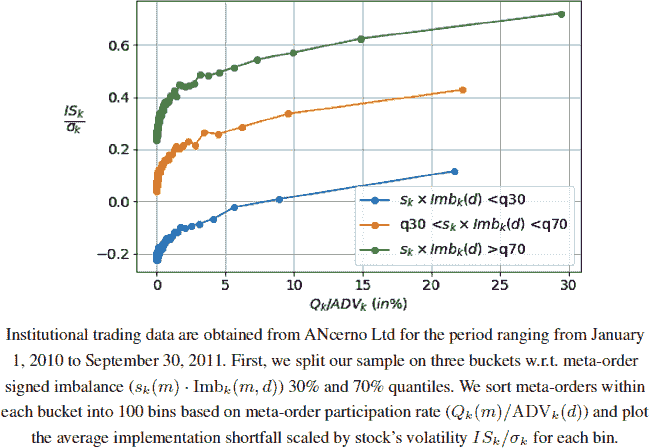 0.6
0.4
0.2
0.0
−0.2
IS_k
σ_k
s_k × Imb_k(d) <q30
q30 <s_k × Imb_k(d) <q70
s_k × Imb_k(d) >q70
0 5 10 15 20 25 30
Q_k/ADV_k (in%)
Institutional trading data are obtained from ANcerno Ltd for the period ranging from January
1, 2010 to September 30, 2011. First, we split our sample on three buckets w.r.t. meta-order
signed imbalance (s_k(m) · Imb_k(m, d)) 30% and 70% quantiles. We sort meta-orders within
each bucket into 100 bins based on meta-order participation rate (Q_k(m)/ADV_k(d)) and plot
the average implementation shortfall scaled by stock's volatility IS_k/σ_k for each bin.